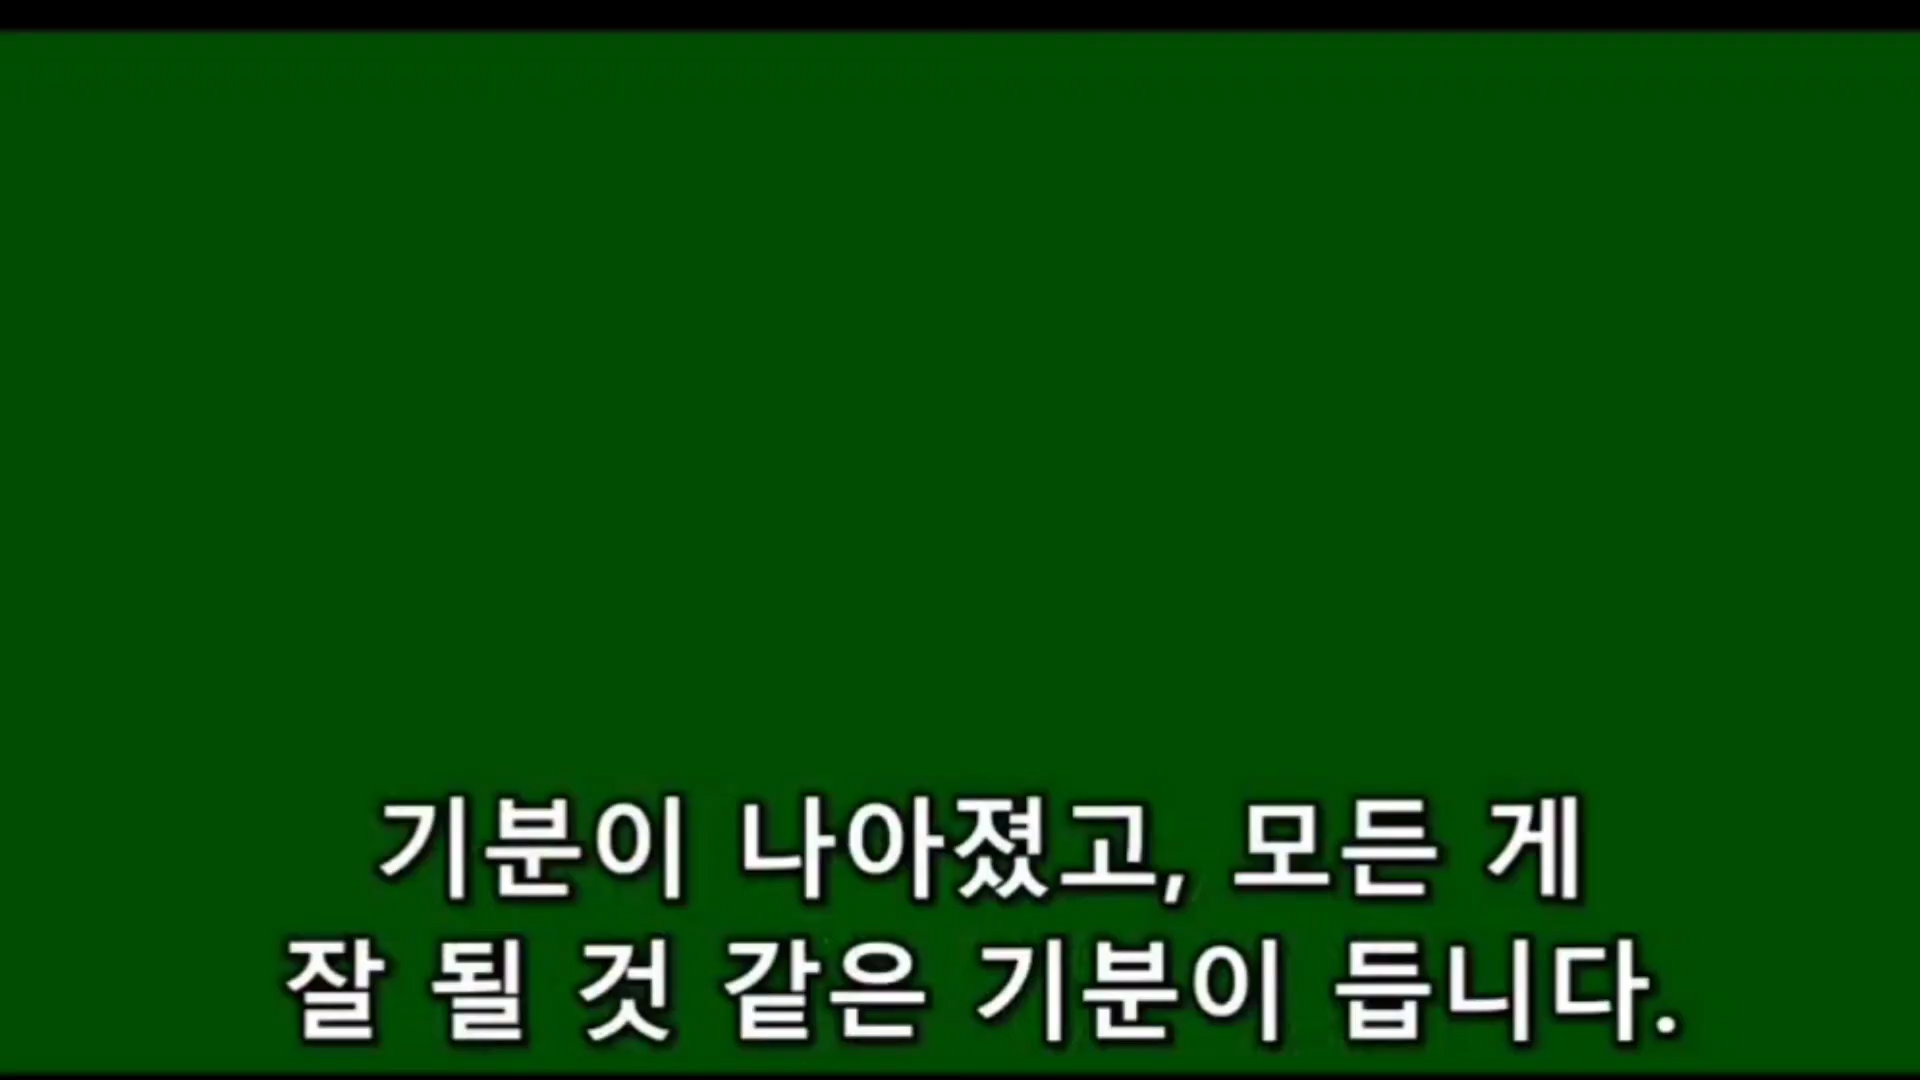 기분이 나아졌고, 모든 게
잘 될 것 같은 기분이 듭니다.